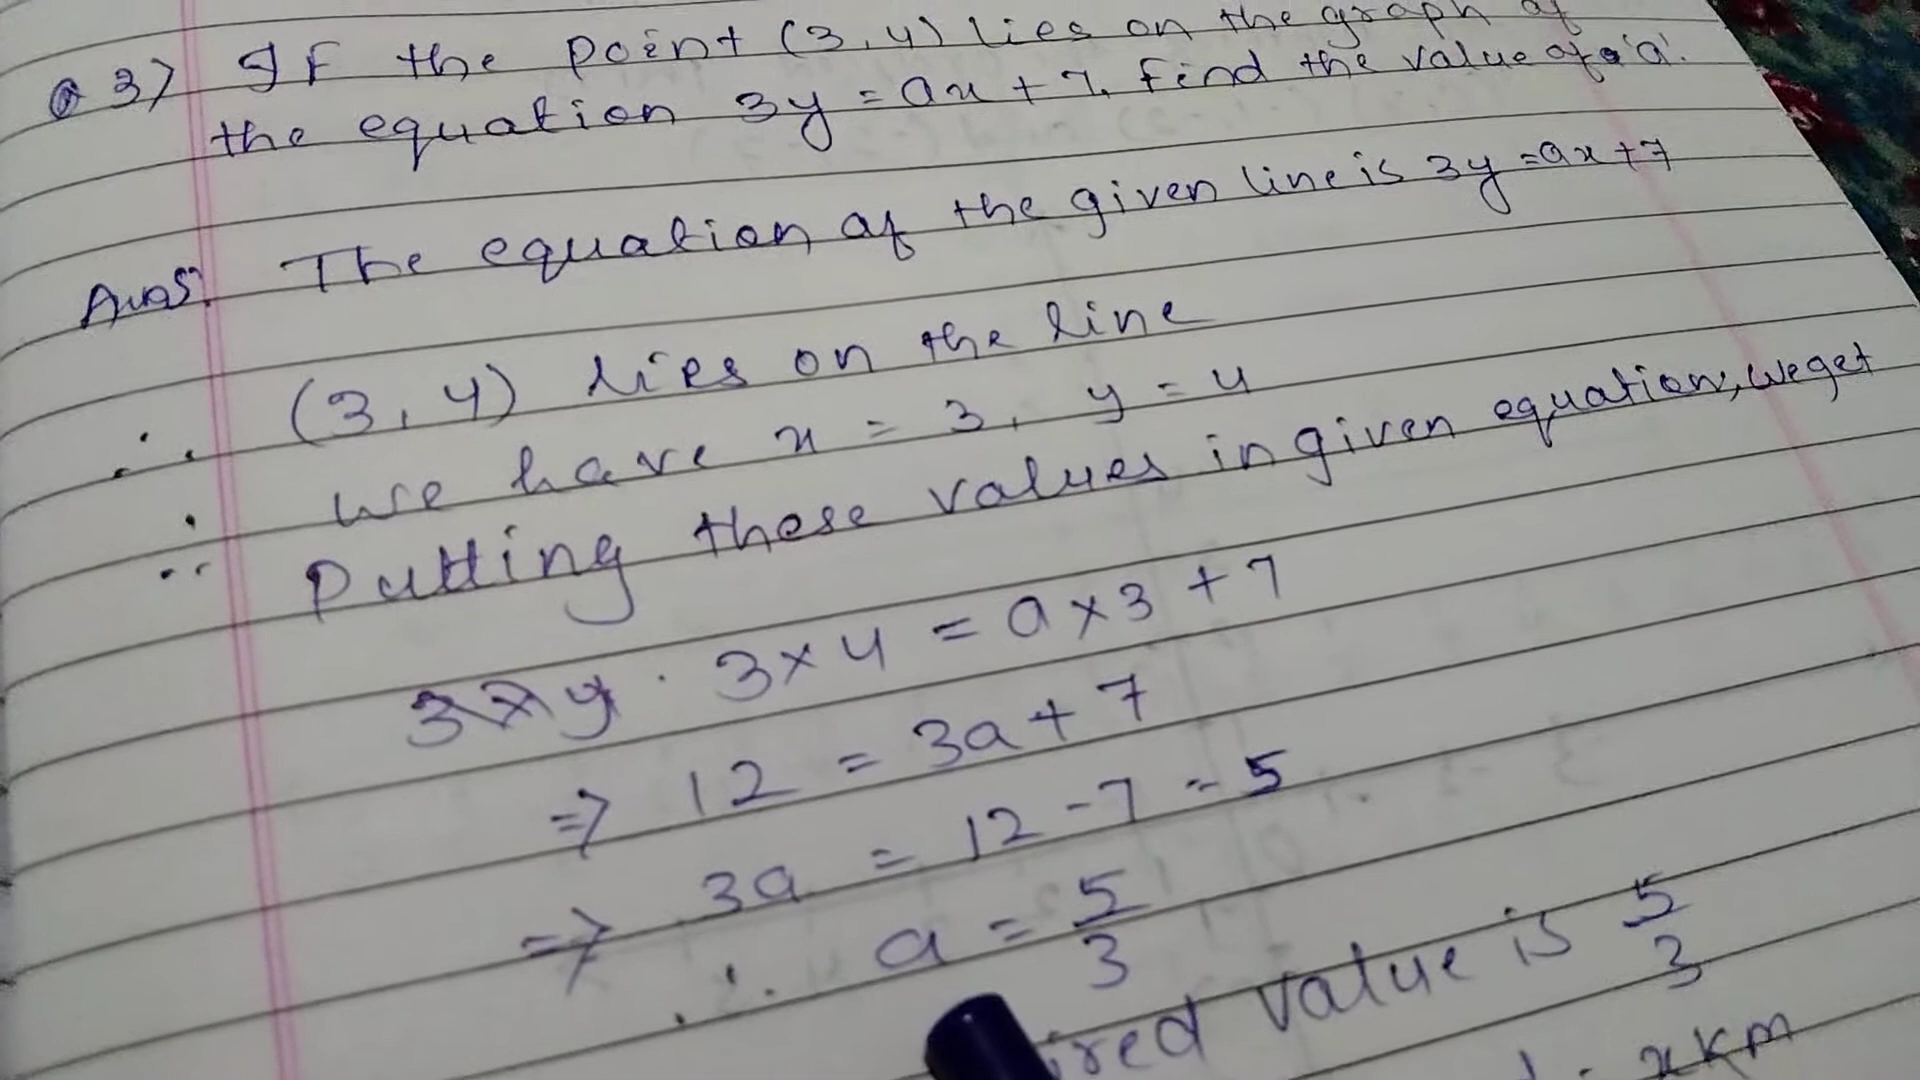 Q 3) If the point (3, 4) lies on the graph of
the equation 3y = ax + 7, find the value of 'a'.
Ans. The equation of the given line is 3y = ax + 7
(3, 4) lies on the line
∴ we have x = 3, y = 4
∵ Putting these values in given equation, we get
3 × 4 = a × 3 + 7
⇒ 12 = 3a + 7
⇒ 3a = 12 - 7 = 5
⇒ ∴ a = 5/3
value is 5/3
x km